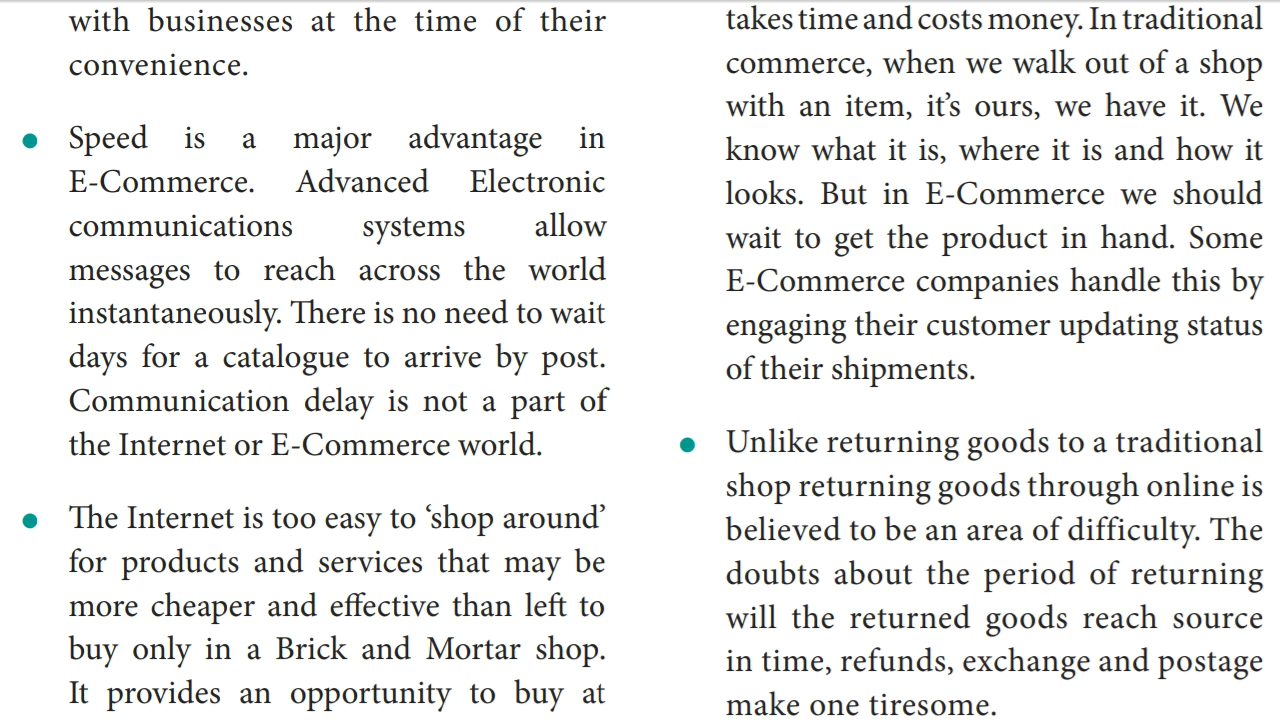 with businesses at the time of their
convenience.
Speed is a major advantage in
E-Commerce. Advanced Electronic
communications systems allow
messages to reach across the world
instantaneously. There is no need to wait
days for a catalogue to arrive by post.
Communication delay is not a part of
the Internet or E-Commerce world.
The Internet is too easy to ‘shop around’
for products and services that may be
more cheaper and effective than left to
buy only in a Brick and Mortar shop.
It provides an opportunity to buy at
takes time and costs money. In traditional
commerce, when we walk out of a shop
with an item, it’s ours, we have it. We
know what it is, where it is and how it
looks. But in E-Commerce we should
wait to get the product in hand. Some
E-Commerce companies handle this by
engaging their customer updating status
of their shipments.
Unlike returning goods to a traditional
shop returning goods through online is
believed to be an area of difficulty. The
doubts about the period of returning
will the returned goods reach source
in time, refunds, exchange and postage
make one tiresome.